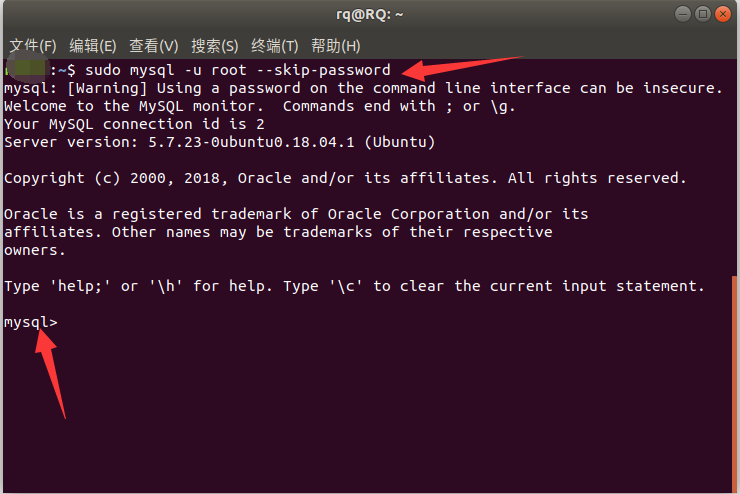 rq@RQ: ~
文件(F) 编辑(E) 查看(V) 搜索(S) 终端(T) 帮助(H)
:~$ sudo mysql -u root --skip-password
mysql: [Warning] Using a password on the command line interface can be insecure.
Welcome to the MySQL monitor.  Commands end with ; or \g.
Your MySQL connection id is 2
Server version: 5.7.23-0ubuntu0.18.04.1 (Ubuntu)
Copyright (c) 2000, 2018, Oracle and/or its affiliates. All rights reserved.
Oracle is a registered trademark of Oracle Corporation and/or its
affiliates. Other names may be trademarks of their respective
owners.
Type 'help;' or '\h' for help. Type '\c' to clear the current input statement.
mysql>